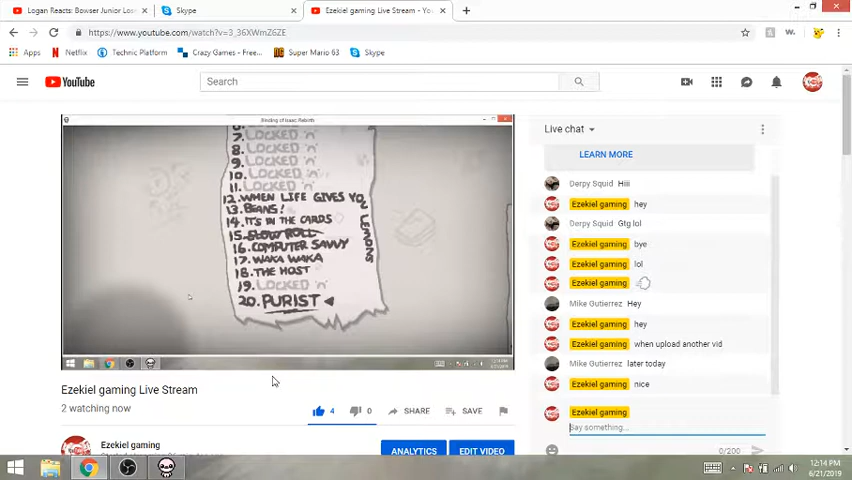 Logan Reacts: Bowser Junior Lose
Skype
Ezekiel gaming Live Stream - Yo
https://www.youtube.com/watch?v=3_36XWmZ6ZE
Apps
Netflix
Technic Platform
Crazy Games - Free...
Super Mario 63
Skype
YouTube
Search
Binding of Isaac: Rebirth
7. LOCKED 'n'
8. LOCKED 'n'
9. LOCKED 'n'
10. LOCKED 'n'
11. LOCKED 'n'
12. WHEN LIFE GIVES YOU LEMONS
13. BEANS!
14. IT'S IN THE CARDS
15. SLOW ROLL
16. COMPUTER SAVVY
17. WAKA WAKA
18. THE HOST
19. LOCKED 'n'
20. PURIST
Ezekiel gaming Live Stream
2 watching now
4
0
SHARE
SAVE
Ezekiel gaming
ANALYTICS
EDIT VIDEO
Live chat
LEARN MORE
Derpy Squid Hiii
Ezekiel gaming hey
Derpy Squid Gtg lol
Ezekiel gaming bye
Ezekiel gaming lol
Ezekiel gaming
Mike Gutierrez Hey
Ezekiel gaming hey
Ezekiel gaming when upload another vid
Mike Gutierrez later today
Ezekiel gaming nice
Ezekiel gaming
Say something...
0/200
12:14 PM
6/21/2019